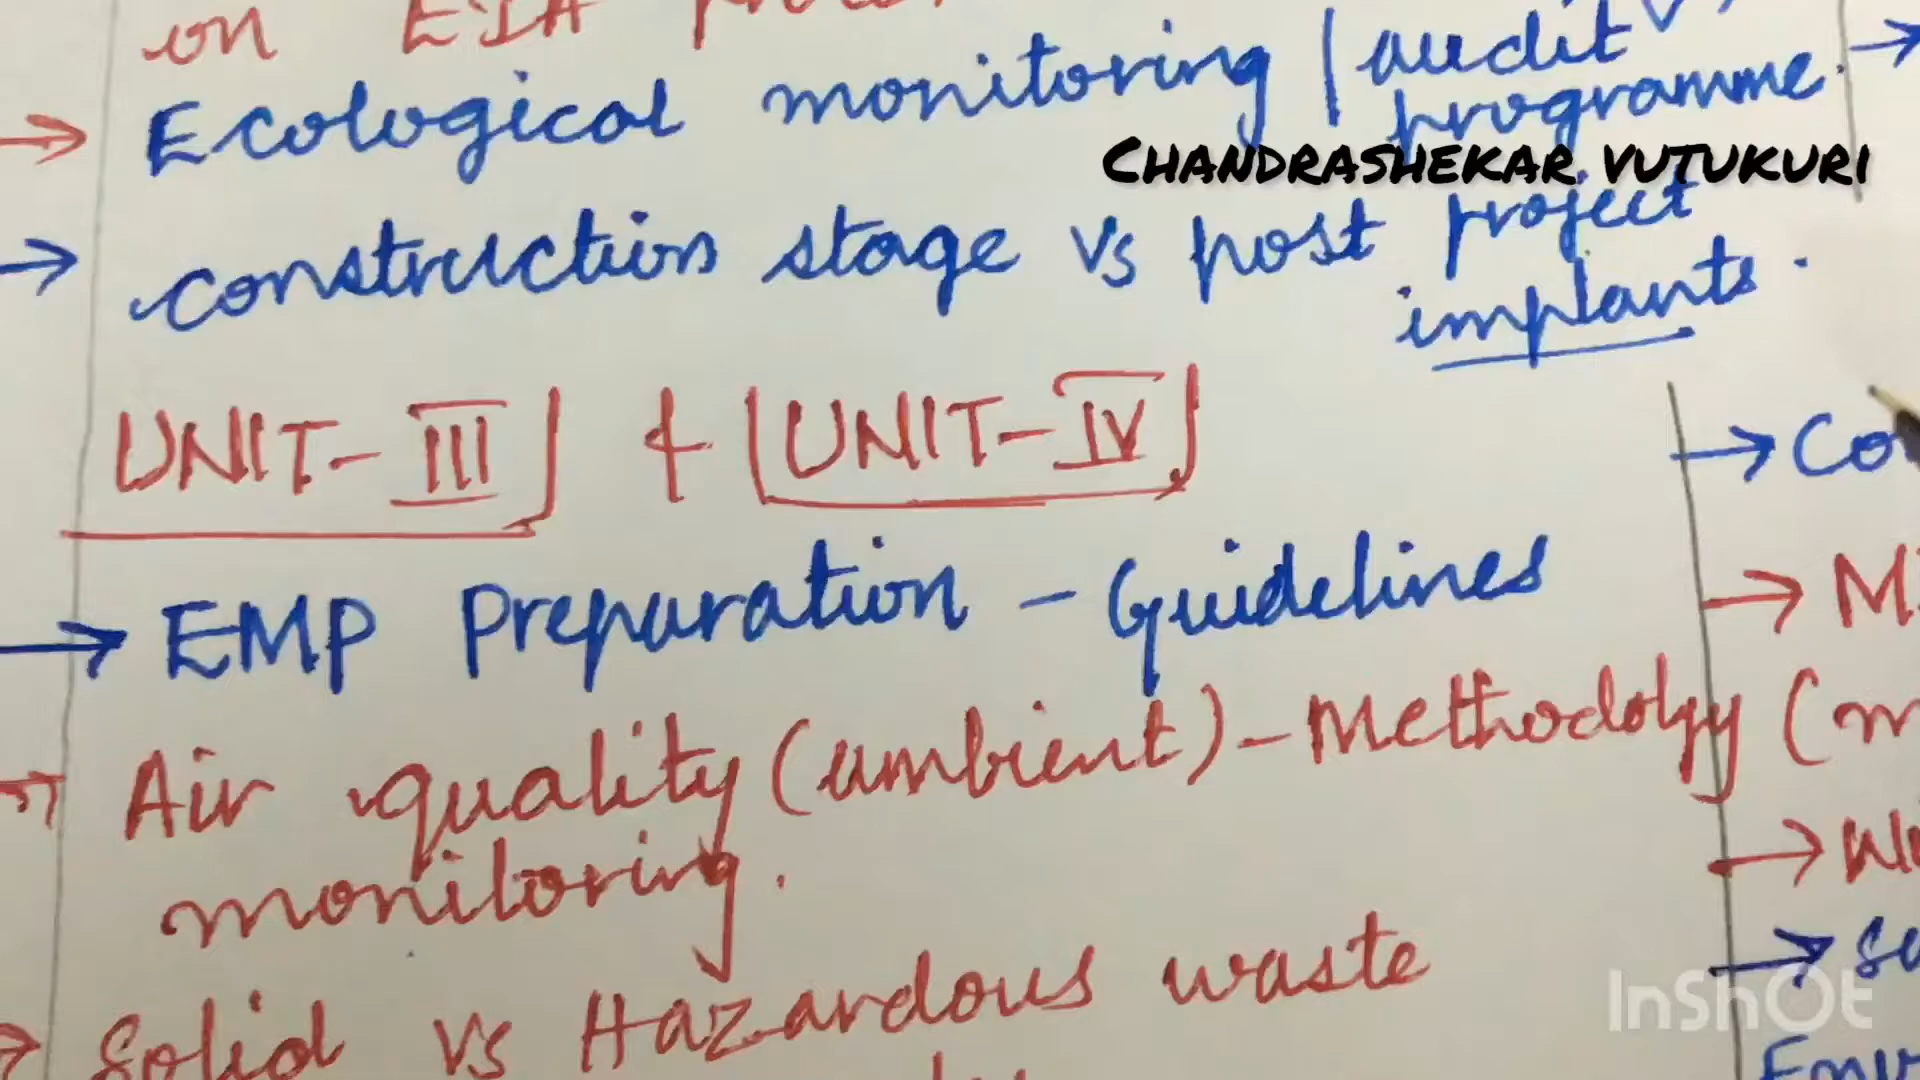 on EIA
Ecological monitoring / audit
programme.
CHANDRASHEKAR VUTUKURI
construction stage vs post project
implants.
UNIT-III + UNIT-IV
→ Co
EMP Preparation - Guidelines
→ M
Air quality (ambient) - Methodolgy (m
monitoring.
Solid vs Hazardous waste
InShOt